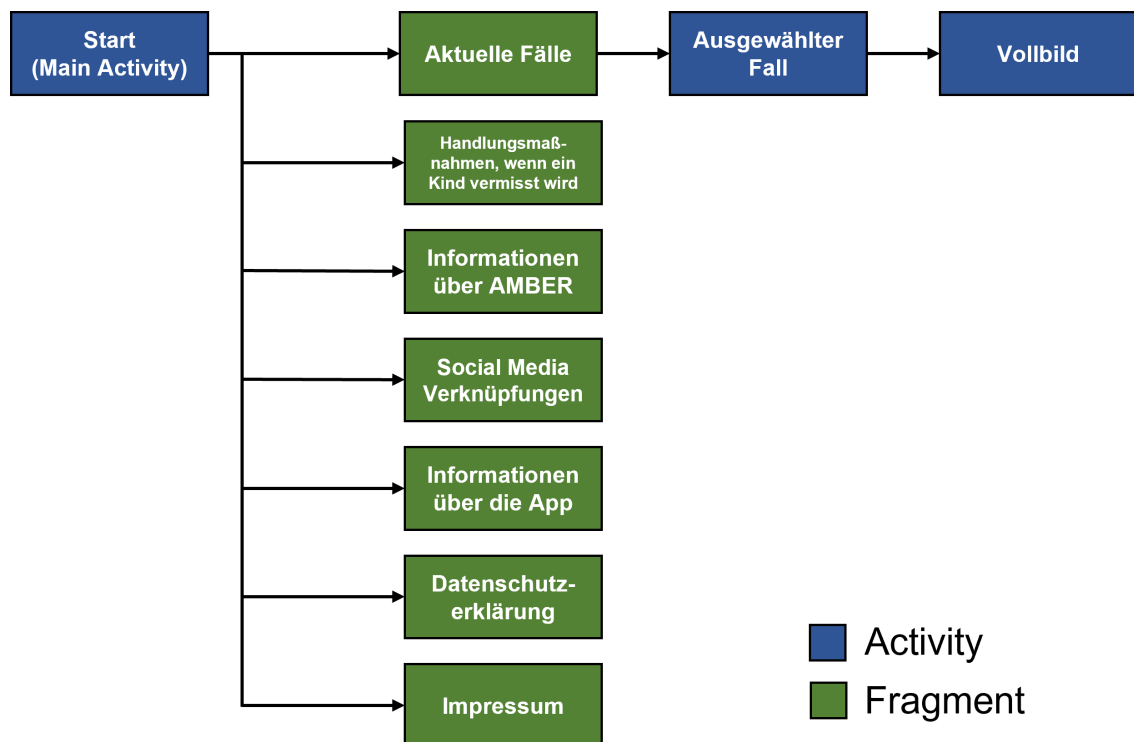 Start
(Main Activity)
Aktuelle Fälle
Ausgewählter
Fall
Vollbild
Handlungsmaß-
nahmen, wenn ein
Kind vermisst wird
Informationen
über AMBER
Social Media
Verknüpfungen
Informationen
über die App
Datenschutz-
erklärung
Impressum
Activity
Fragment